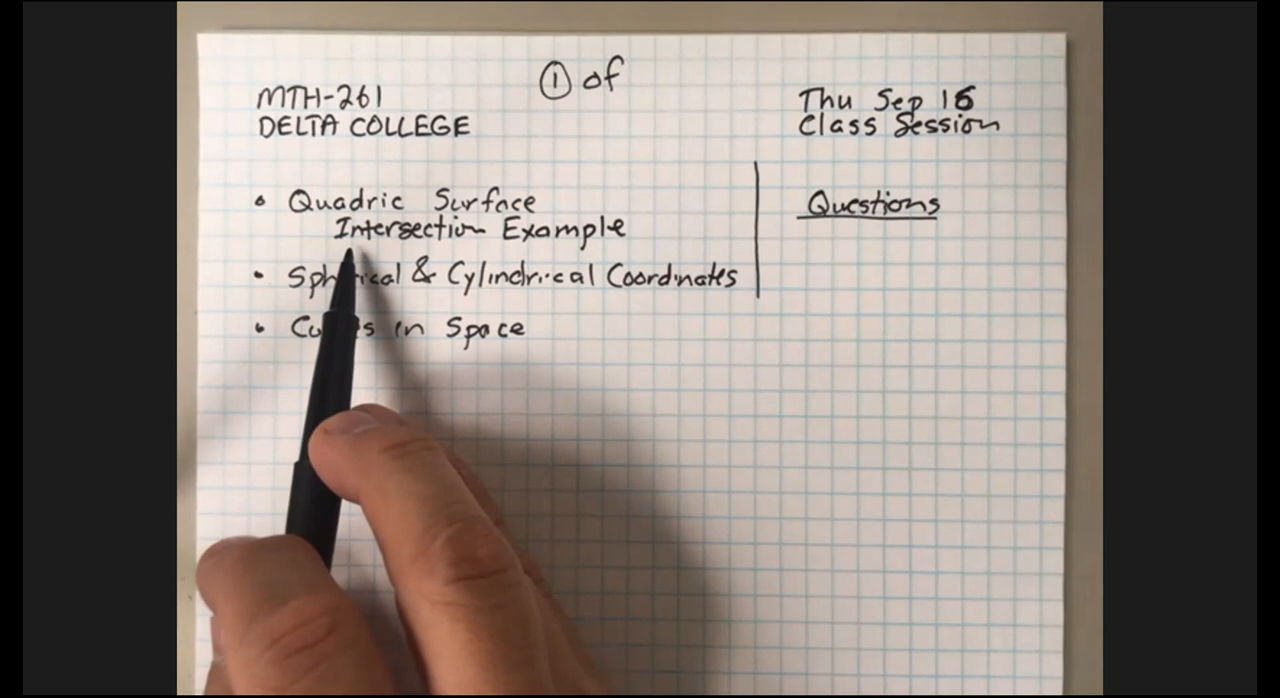 ① of
MTH-261
DELTA COLLEGE
Thu Sep 16
Class Session
• Quadric Surface
Intersection Example
• & Cylindrical Coordinates
• in Space
Questions